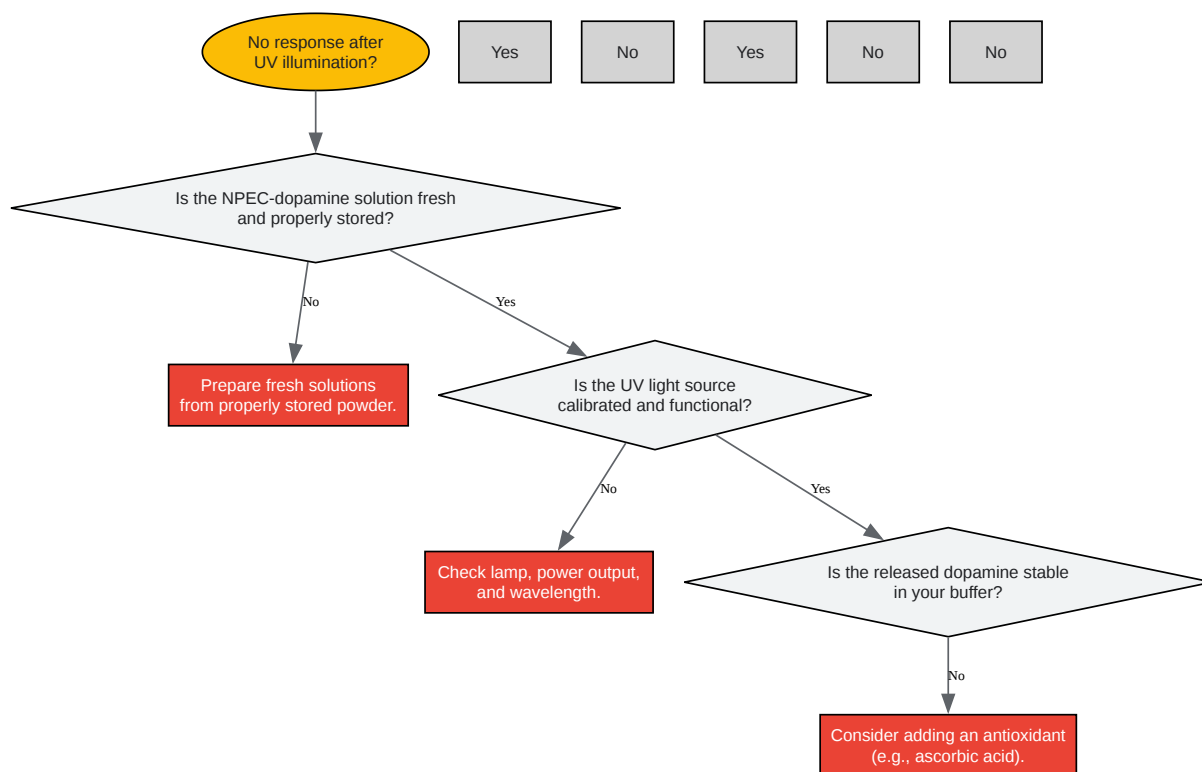 No response after
UV illumination?
Yes
No
Yes
No
No
Is the NPEC-dopamine solution fresh
and properly stored?
No
Yes
Prepare fresh solutions
from properly stored powder.
Is the UV light source
calibrated and functional?
No
Yes
Check lamp, power output,
and wavelength.
Is the released dopamine stable
in your buffer?
No
Consider adding an antioxidant
(e.g., ascorbic acid).